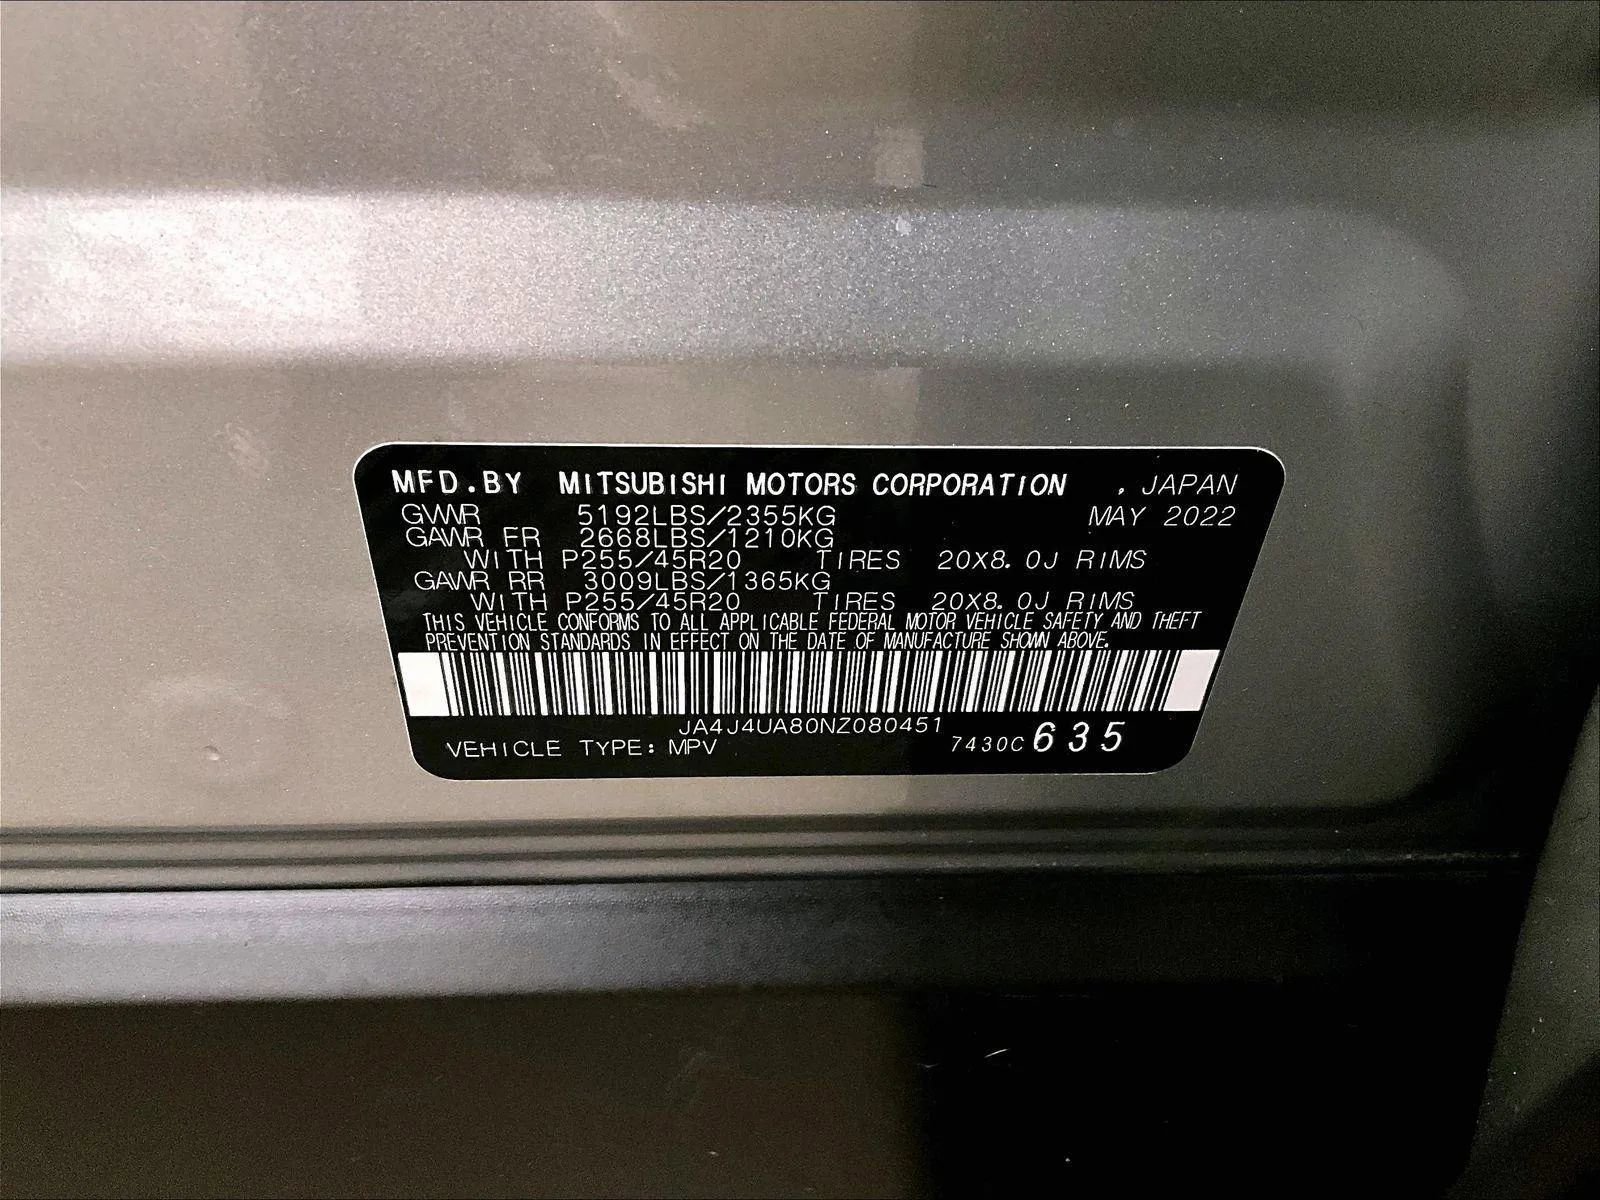 MFD.BY MITSUBISHI MOTORS CORPORATION , JAPAN
GVWR 5192LBS/2355KG MAY 2022
GAWR FR 2668LBS/1210KG
WITH P255/45R20 TIRES 20X8.0J RIMS
GAWR RR 3009LBS/1365KG
WITH P255/45R20 TIRES 20X8.0J RIMS
THIS VEHICLE CONFORMS TO ALL APPLICABLE FEDERAL MOTOR VEHICLE SAFETY AND THEFT
PREVENTION STANDARDS IN EFFECT ON THE DATE OF MANUFACTURE SHOWN ABOVE.
JA4J4UA80NZ080451
VEHICLE TYPE: MPV 7430C 635